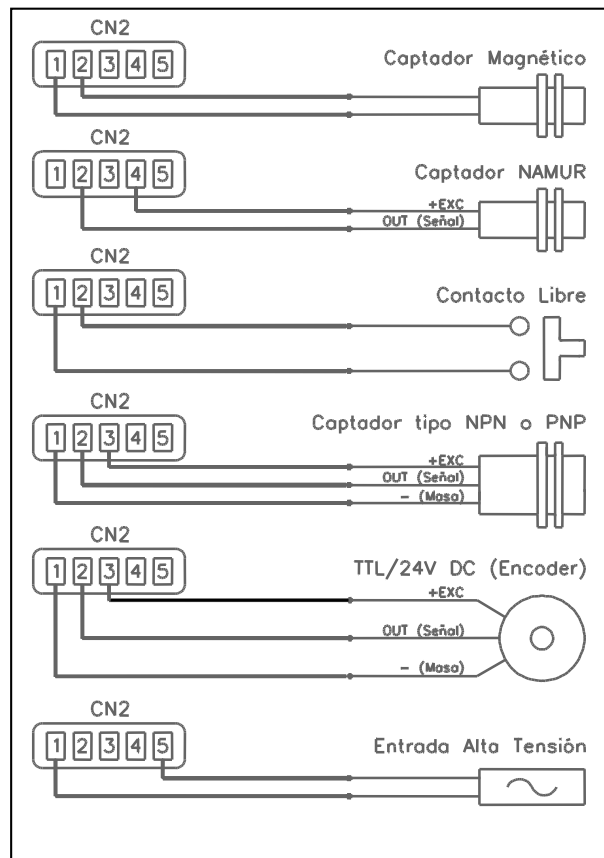 CN2
1 2 3 4 5
Captador Magnético
CN2
1 2 3 4 5
Captador NAMUR
+EXC
OUT (Señal)
CN2
1 2 3 4 5
Contacto Libre
CN2
1 2 3 4 5
Captador tipo NPN o PNP
+EXC
OUT (Señal)
- (Masa)
CN2
1 2 3 4 5
TTL/24V DC (Encoder)
+EXC
OUT (Señal)
- (Masa)
CN2
1 2 3 4 5
Entrada Alta Tensión